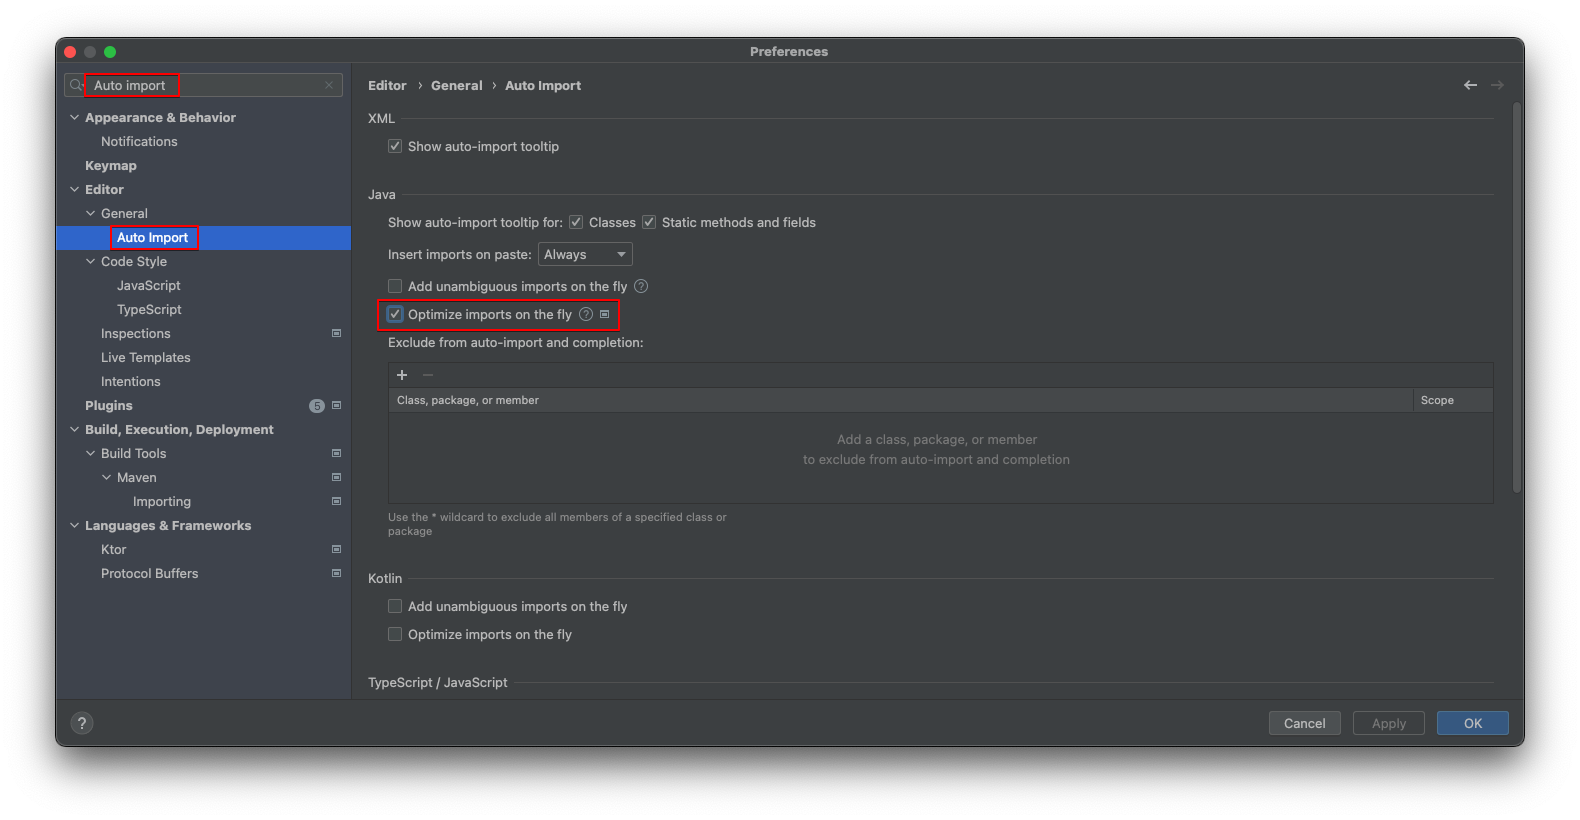 Preferences
Auto import
Appearance & Behavior
Notifications
Keymap
Editor
General
Auto Import
Code Style
JavaScript
TypeScript
Inspections
Live Templates
Intentions
Plugins 5
Build, Execution, Deployment
Build Tools
Maven
Importing
Languages & Frameworks
Ktor
Protocol Buffers
Editor › General › Auto Import
XML
Show auto-import tooltip
Java
Show auto-import tooltip for: Classes Static methods and fields
Insert imports on paste: Always
Add unambiguous imports on the fly ?
Optimize imports on the fly ?
Exclude from auto-import and completion:
Class, package, or member Scope
Add a class, package, or member
to exclude from auto-import and completion
Use the * wildcard to exclude all members of a specified class or
package
Kotlin
Add unambiguous imports on the fly
Optimize imports on the fly
TypeScript / JavaScript
? Cancel Apply OK